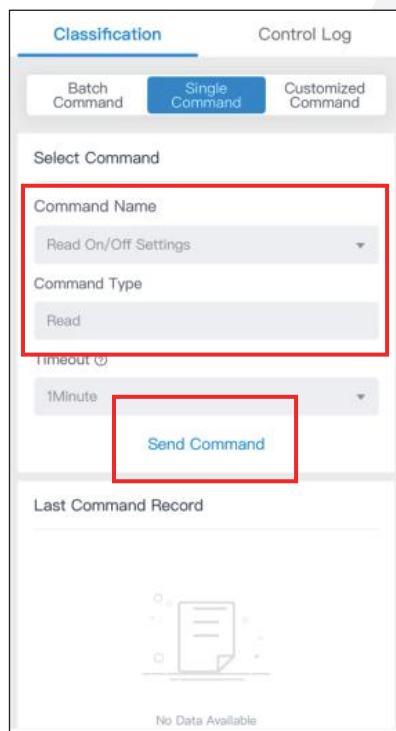 Classification Control Log
Batch Command Single Command Customized Command
Select Command
Command Name
Read On/Off Settings
Command Type
Read
Timeout
1Minute
Send Command
Last Command Record
No Data Available